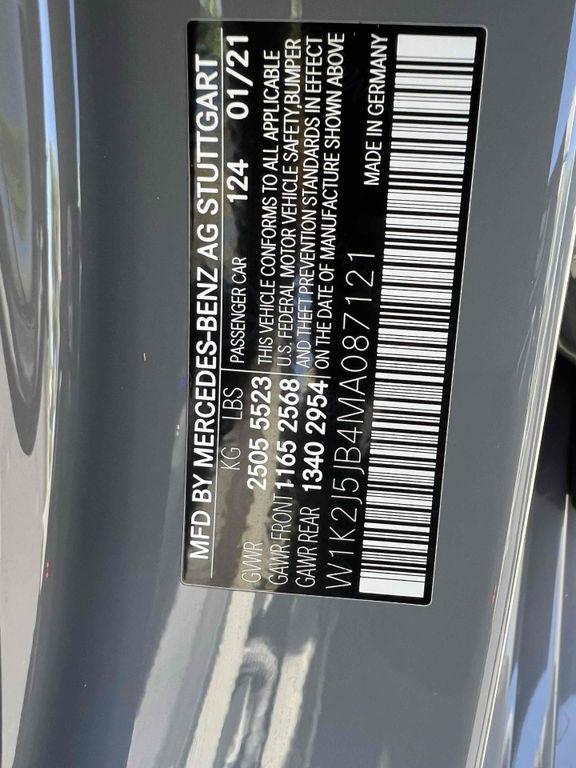 MFD BY MERCEDES-BENZ AG STUTTGART
KG LBS PASSENGER CAR 124 01/21
GVWR 2505 5523 THIS VEHICLE CONFORMS TO ALL APPLICABLE
GAWR FRONT 1165 2568 U.S. FEDERAL MOTOR VEHICLE SAFETY,BUMPER
GAWR REAR 1340 2954 AND THEFT PREVENTION STANDARDS IN EFFECT
ON THE DATE OF MANUFACTURE SHOWN ABOVE
W1K2J5JB4MA087121
MADE IN GERMANY